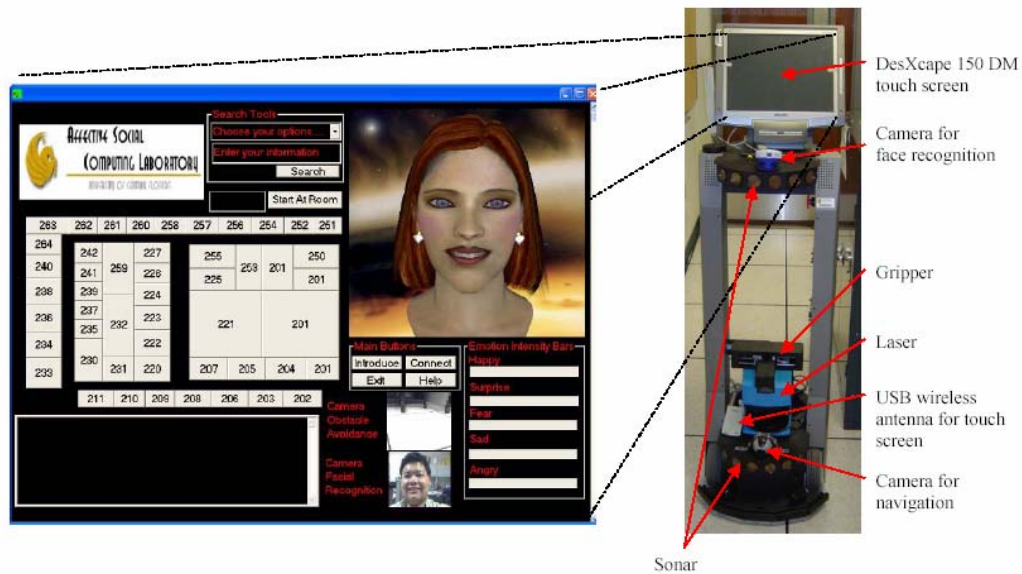 AFFECTIVE SOCIAL
COMPUTING LABORATORY
UNIVERSITY OF CENTRAL FLORIDA
Search Tools
Choose your options...
Enter your information
Search
Start At Room
263 262 261 260 258 257 256 254 252 251
264
240
238
236
234
233
242
241
239
237
235
230
259
232
231
227
226
224
223
222
220
255
225
253
201
250
201
221
201
207 205 204 201
211 210 209 208 206 203 202
Main Buttons
Introduce Connect
Exit Help
Emotion Intensity Bars
Happy
Surprise
Fear
Sad
Angry
Camera
Obstacle
Avoidance
Camera
Facial
Recognition
DesXcape 150 DM
touch screen
Camera for
face recognition
Gripper
Laser
USB wireless
antenna for touch
screen
Camera for
navigation
Sonar